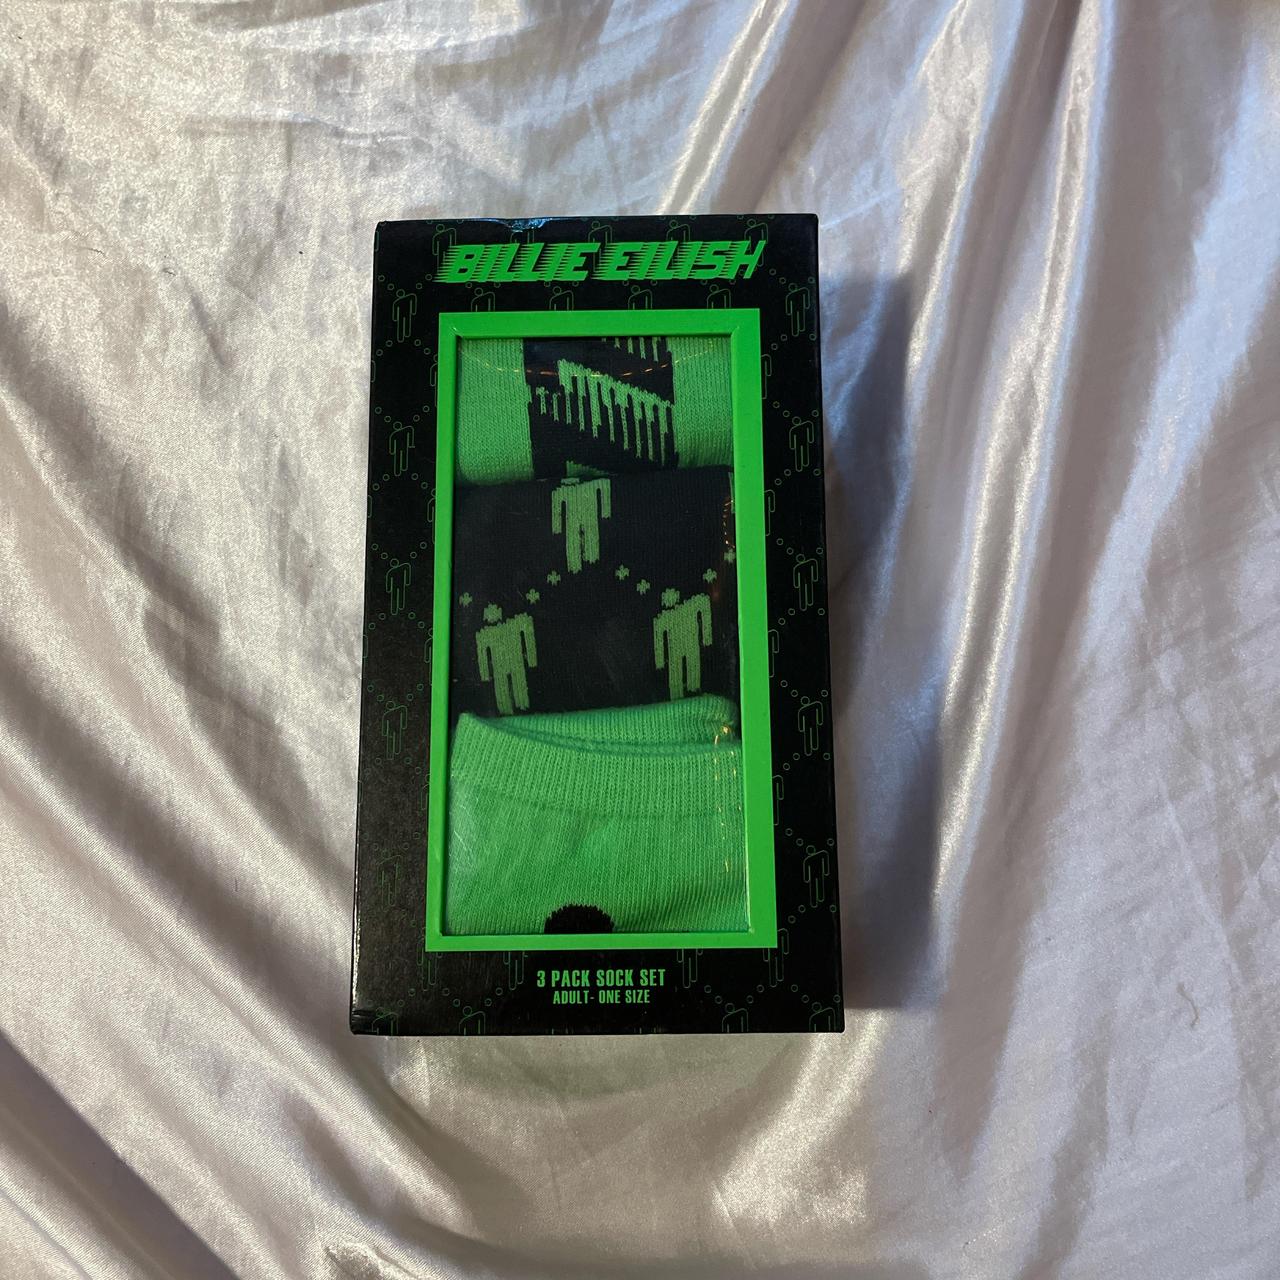 BILLIE EILISH
3 PACK SOCK SET
ADULT- ONE SIZE